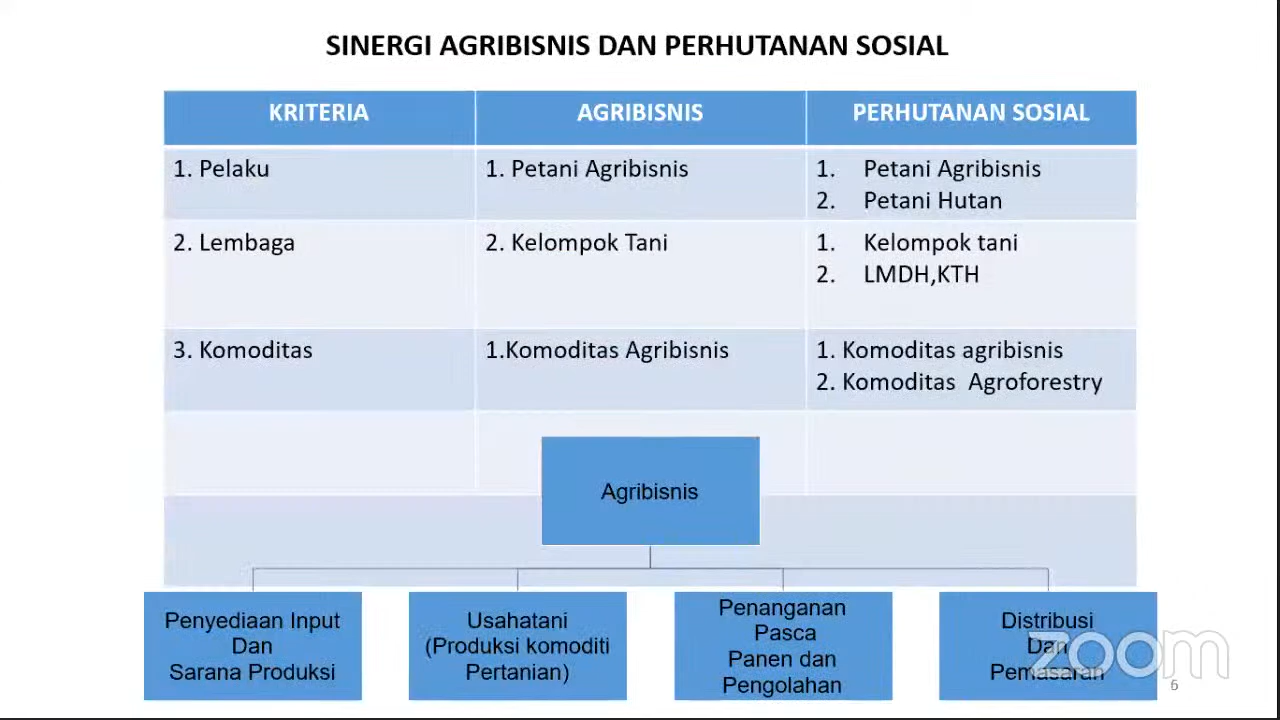 SINERGI AGRIBISNIS DAN PERHUTANAN SOSIAL
KRITERIA AGRIBISNIS PERHUTANAN SOSIAL
1. Pelaku 1. Petani Agribisnis 1. Petani Agribisnis
2. Petani Hutan
2. Lembaga 2. Kelompok Tani 1. Kelompok tani
2. LMDH,KTH
3. Komoditas 1.Komoditas Agribisnis 1. Komoditas agribisnis
2. Komoditas Agroforestry
Agribisnis
Penyediaan Input
Dan
Sarana Produksi
Usahatani
(Produksi komoditi
Pertanian)
Penanganan
Pasca
Panen dan
Pengolahan
Distribusi
Dan
Pemasaran
zoom
6